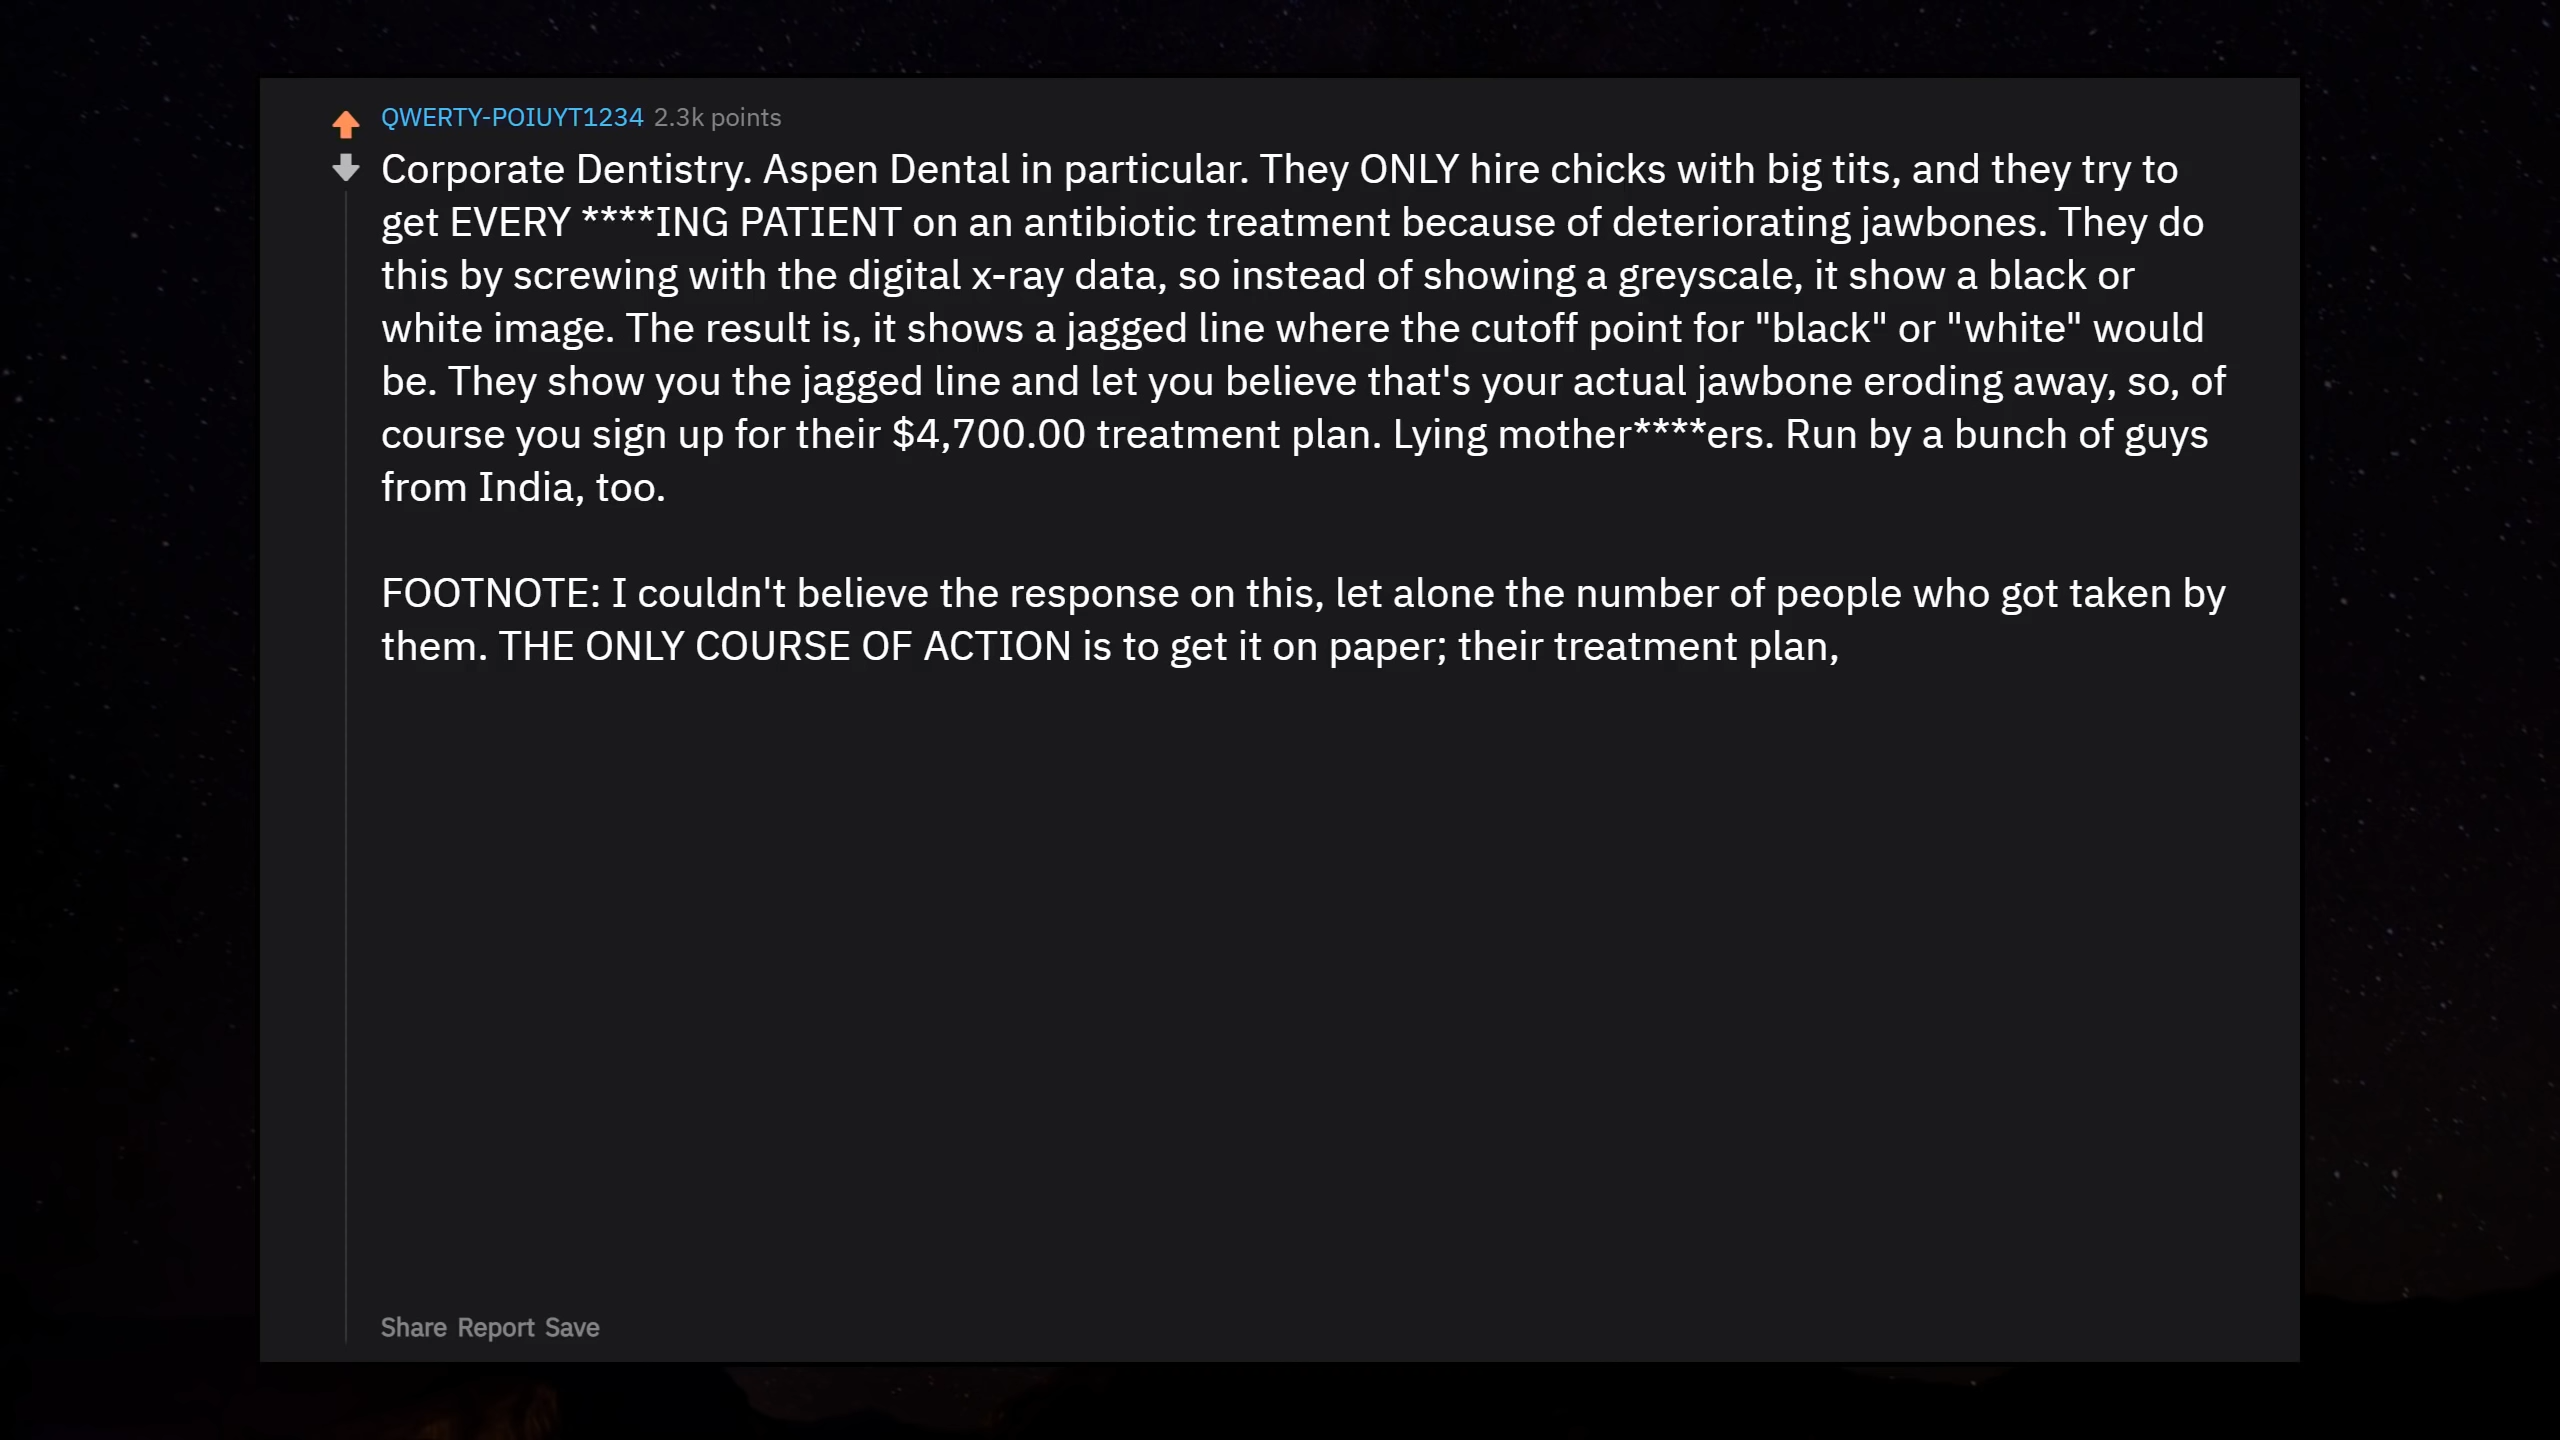 QWERTY-POIUYT1234 2.3k points
Corporate Dentistry. Aspen Dental in particular. They ONLY hire chicks with big tits, and they try to
get EVERY ****ING PATIENT on an antibiotic treatment because of deteriorating jawbones. They do
this by screwing with the digital x-ray data, so instead of showing a greyscale, it show a black or
white image. The result is, it shows a jagged line where the cutoff point for "black" or "white" would
be. They show you the jagged line and let you believe that's your actual jawbone eroding away, so, of
course you sign up for their $4,700.00 treatment plan. Lying mother****ers. Run by a bunch of guys
from India, too.
FOOTNOTE: I couldn't believe the response on this, let alone the number of people who got taken by
them. THE ONLY COURSE OF ACTION is to get it on paper; their treatment plan,
Share Report Save